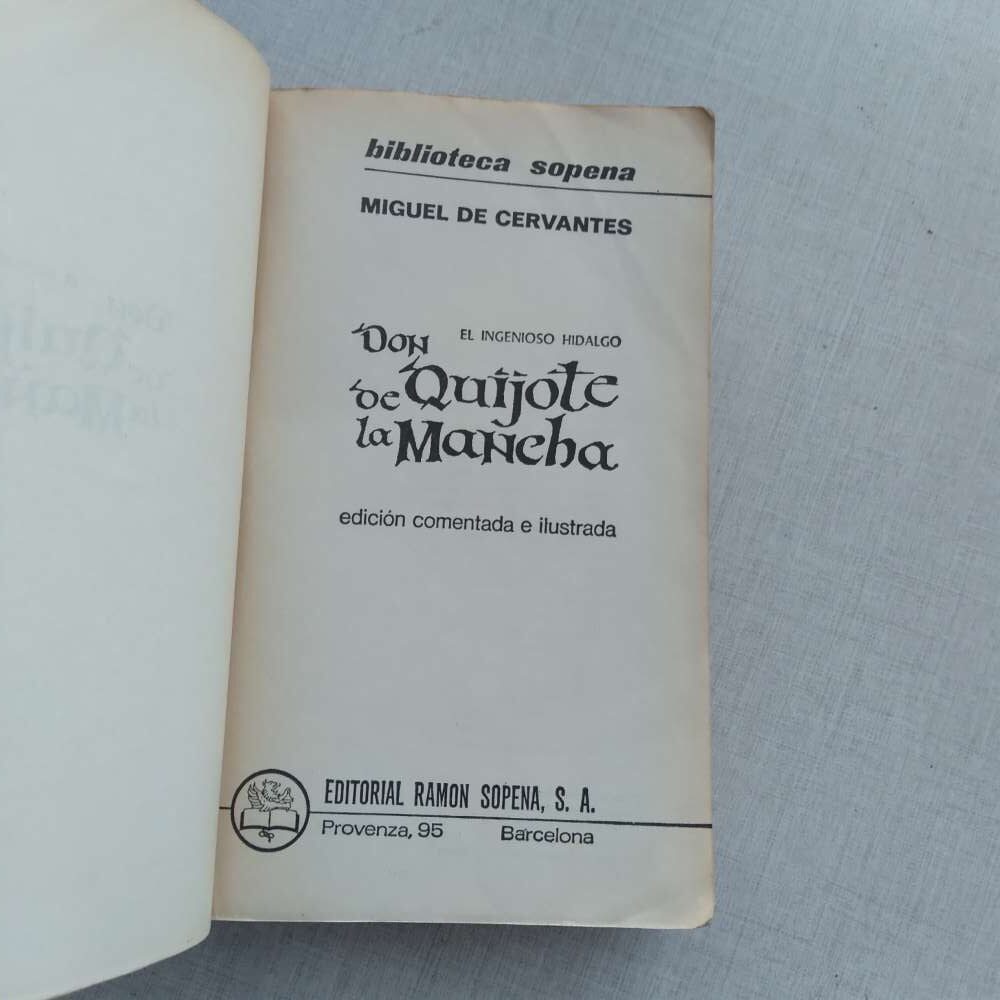 biblioteca sopena
MIGUEL DE CERVANTES
EL INGENIOSO HIDALGO
Don Quijote
de la Mancha
edición comentada e ilustrada
EDITORIAL RAMON SOPENA, S. A.
Provenza, 95 Barcelona